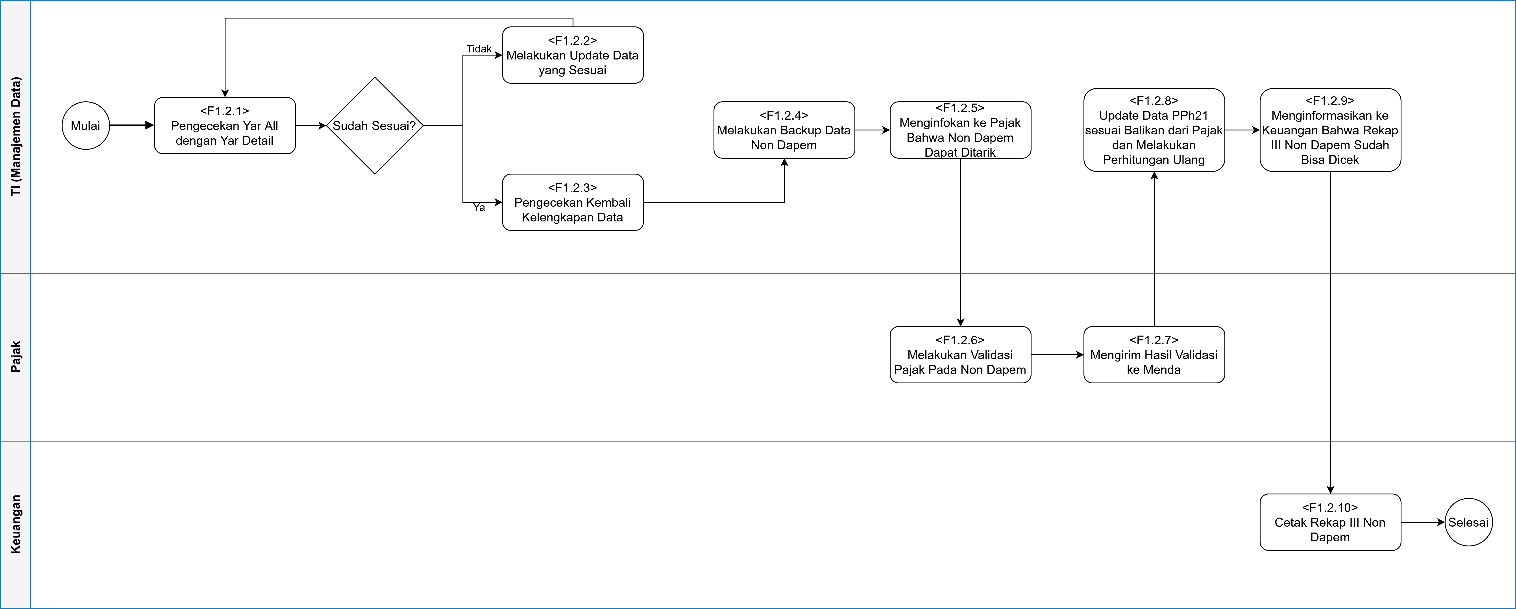 TI (Manajemen Data)
Mulai
<F1.2.1>
Pengecekan Yar All
dengan Yar Detail
Sudah Sesuai?
Tidak
<F1.2.2>
Melakukan Update Data
yang Sesuai
Ya
<F1.2.3>
Pengecekan Kembali
Kelengkapan Data
<F1.2.4>
Melakukan Backup Data
Non Dapem
<F1.2.5>
Menginfokan ke Pajak
Bahwa Non Dapem
Dapat Ditarik
<F1.2.8>
Update Data PPh21
sesuai Balikan dari Pajak
dan Melakukan
Perhitungan Ulang
<F1.2.9>
Menginformasikan ke
Keuangan Bahwa Rekap
III Non Dapem Sudah
Bisa Dicek
Pajak
<F1.2.6>
Melakukan Validasi
Pajak Pada Non Dapem
<F1.2.7>
Mengirim Hasil Validasi
ke Menda
Keuangan
<F1.2.10>
Cetak Rekap III Non
Dapem
Selesai